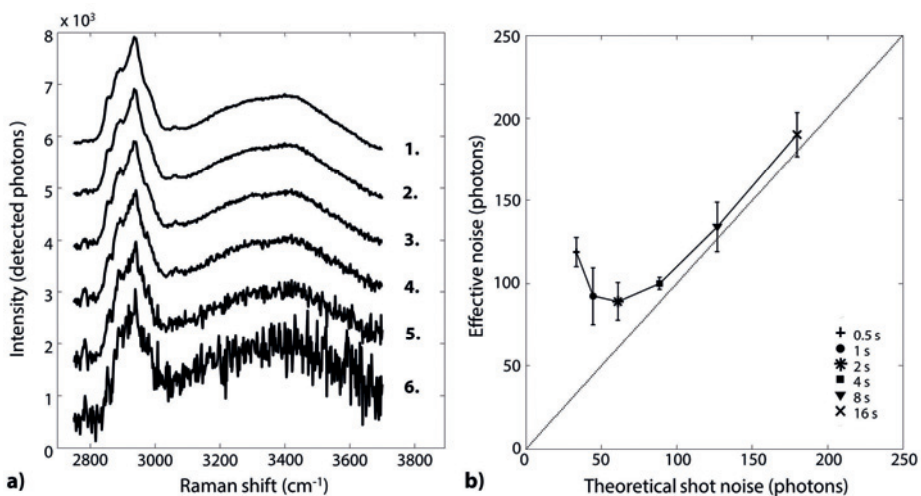 x 10³
8
7
6
5
4
3
2
1
0
Intensity (detected photons)
1.
2.
3.
4.
5.
6.
2800 3000 3200 3400 3600 3800
Raman shift (cm⁻¹)
a)
250
200
150
100
50
0
Effective noise (photons)
0.5 s
1 s
2 s
4 s
8 s
16 s
0 50 100 150 200 250
Theoretical shot noise (photons)
b)